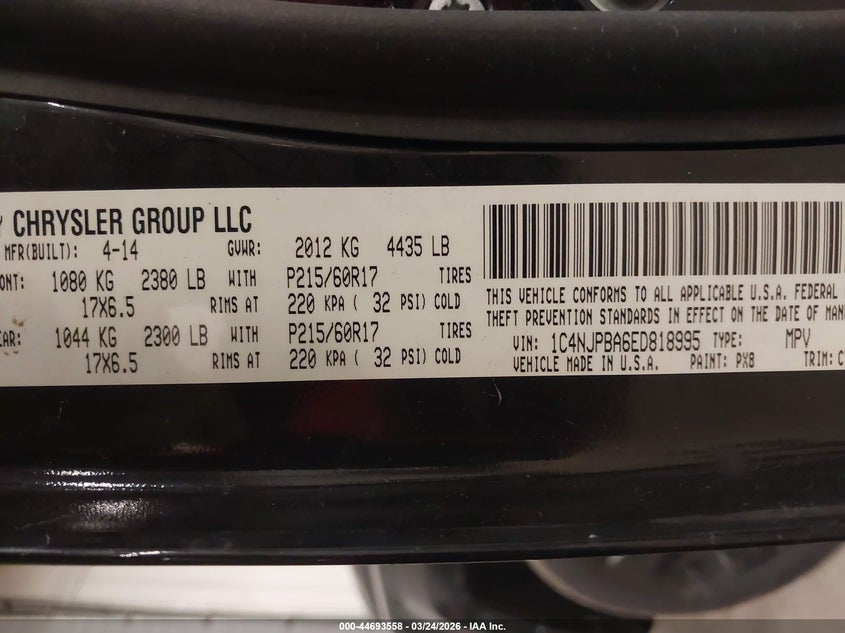 CHRYSLER GROUP LLC
MFR(BUILT): 4-14 GVWR: 2012 KG 4435 LB
ONT: 1080 KG 2380 LB WITH P215/60R17 TIRES
17X6.5 RIMS AT 220 KPA ( 32 PSI) COLD
EAR: 1044 KG 2300 LB WITH P215/60R17 TIRES
17X6.5 RIMS AT 220 KPA ( 32 PSI) COLD
THIS VEHICLE CONFORMS TO ALL APPLICABLE U.S.A. FEDERAL
THEFT PREVENTION STANDARDS IN EFFECT ON THE DATE OF MAN
VIN: 1C4NJPBA6ED818995 TYPE: MPV
VEHICLE MADE IN U.S.A. PAINT: PX8 TRIM:
000-44693558 - 03/24/2026 - IAA Inc.